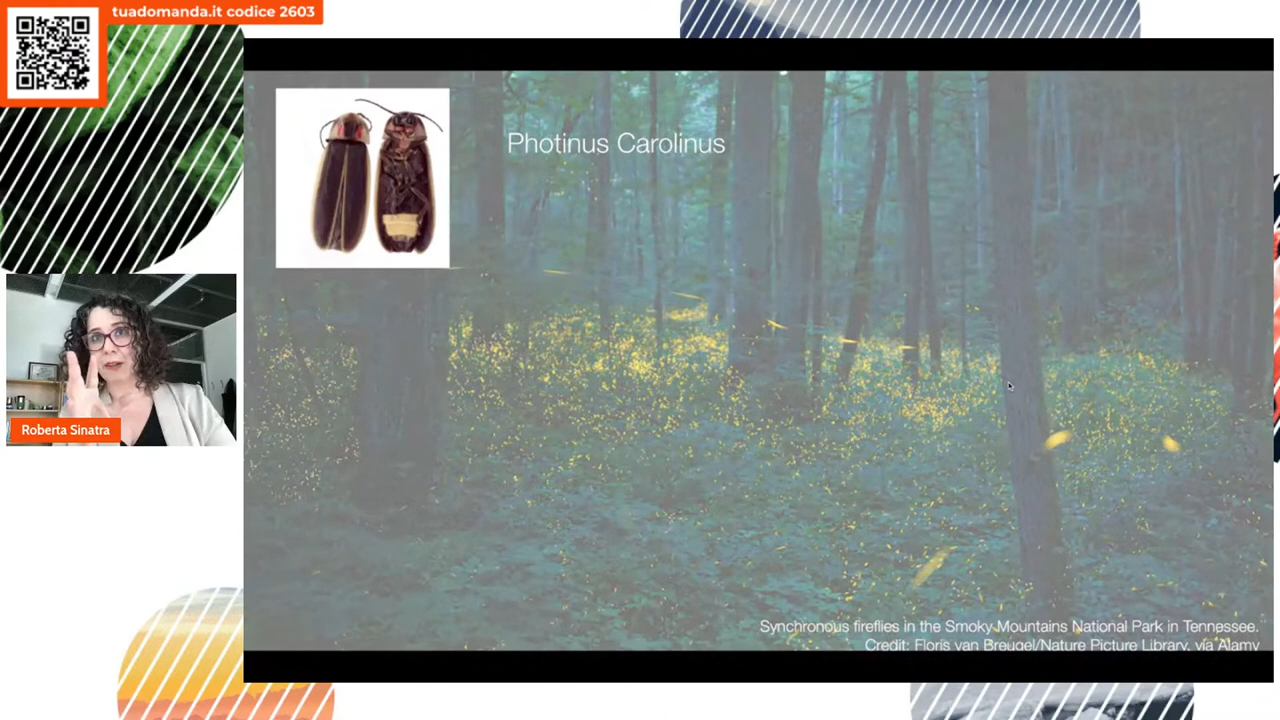 tuadomanda.it codice 2603
Photinus Carolinus
Roberta Sinatra
Synchronous fireflies in the Smoky Mountains National Park in Tennessee.
Credit: Floris van Breugel/Nature Picture Library, via Alamy